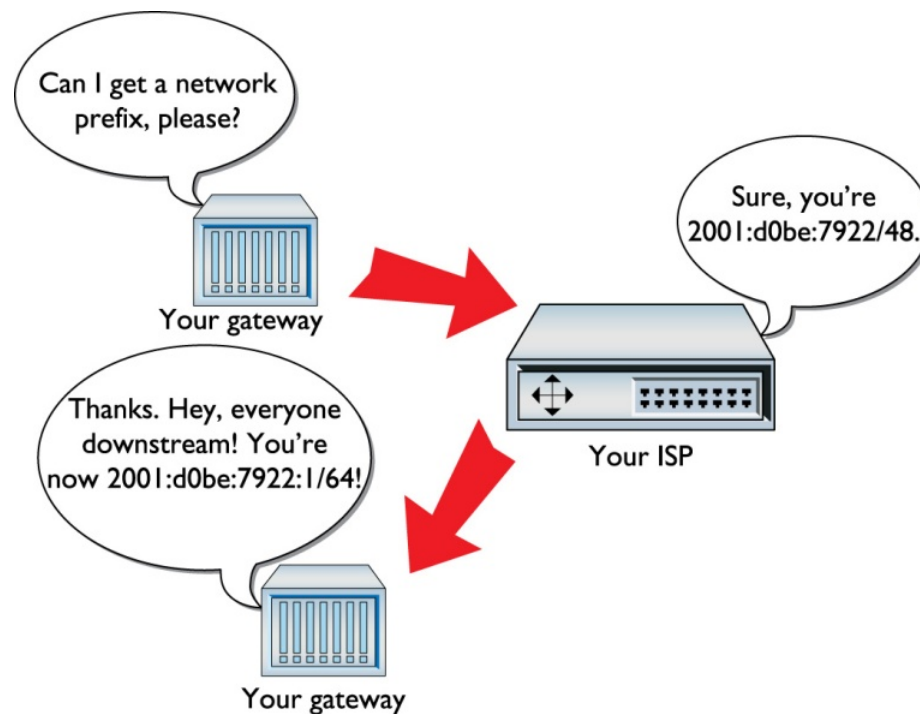 Can I get a network
prefix, please?
Your gateway
Sure, you're
2001:d0be:7922/48.
Your ISP
Thanks. Hey, everyone
downstream! You're
now 2001:d0be:7922:1/64!
Your gateway